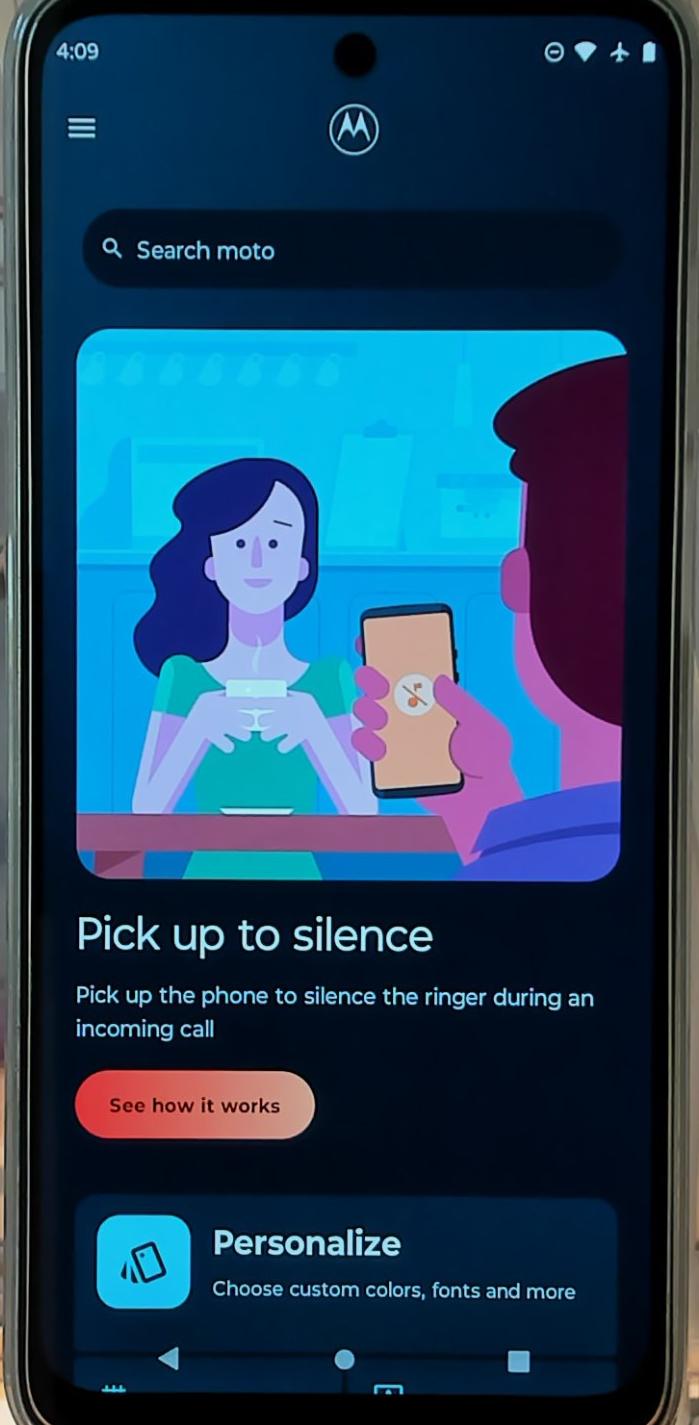 4:09
Search moto
Pick up to silence
Pick up the phone to silence the ringer during an
incoming call
See how it works
Personalize
Choose custom colors, fonts and more